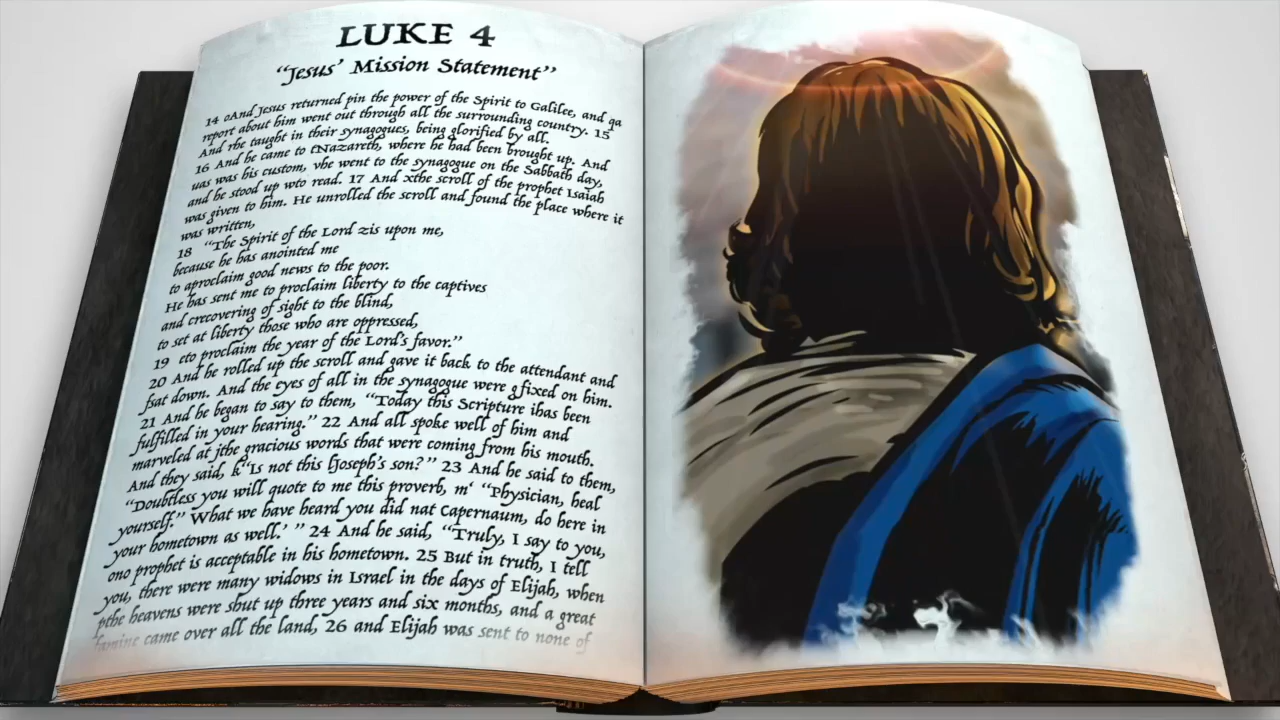 LUKE 4
“Jesus’ Mission Statement”
14 oAnd Jesus returned pin the power of the Spirit to Galilee, and qa
report about him went out through all the surrounding country. 15
And rhe taught in their synagogues, being glorified by all.
16 And he came to tNazareth, where he had been brought up. And
uas was his custom, vhe went to the synagogue on the Sabbath day,
and he stood up wto read. 17 And xthe scroll of the prophet Isaiah
was given to him. He unrolled the scroll and found the place where it
was written,
18 “The Spirit of the Lord zis upon me,
because he has anointed me
to aproclaim good news to the poor.
He has sent me to proclaim liberty to the captives
and crecovering of sight to the blind,
to set at liberty those who are oppressed,
19 eto proclaim the year of the Lord’s favor.”
20 And he rolled up the scroll and gave it back to the attendant and
fsat down. And the eyes of all in the synagogue were gfixed on him.
21 And he began to say to them, “Today this Scripture ihas been
fulfilled in your hearing.” 22 And all spoke well of him and
marveled at jthe gracious words that were coming from his mouth.
And they said, k“Is not this lJoseph’s son?” 23 And he said to them,
“Doubtless you will quote to me this proverb, m‘ “Physician, heal
yourself.” What we have heard you did nat Capernaum, do here in
your hometown as well.’ ” 24 And he said, “Truly, I say to you,
ono prophet is acceptable in his hometown. 25 But in truth, I tell
you, there were many widows in Israel in the days of Elijah, when
pthe heavens were shut up three years and six months, and a great
famine came over all the land, 26 and Elijah was sent to none of